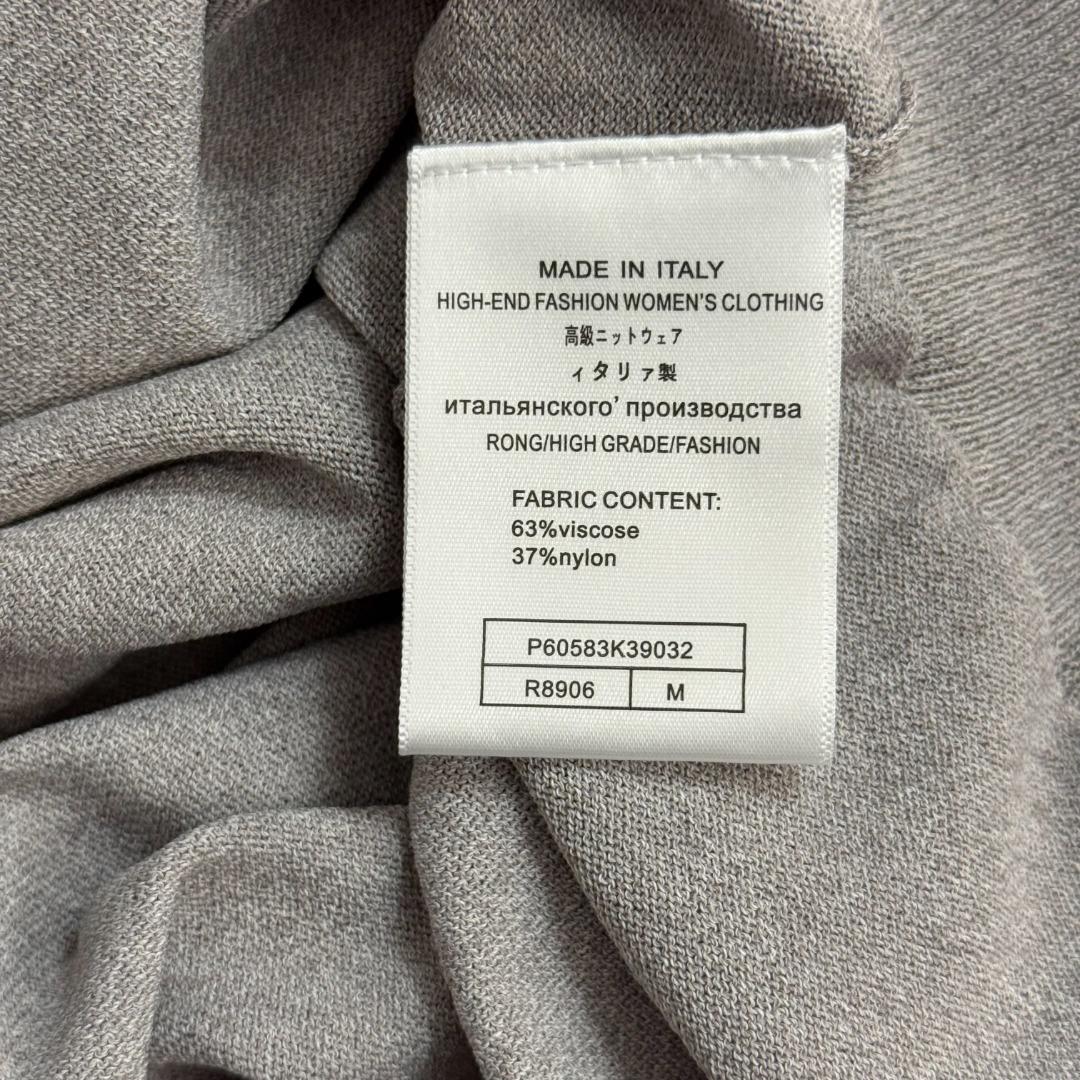 MADE IN ITALY
HIGH-END FASHION WOMEN'S CLOTHING
高級ニットウェア
ィタリァ製
итальянского' производства
RONG/HIGH GRADE/FASHION
FABRIC CONTENT:
63%viscose
37%nylon
P60583K39032
R8906 M